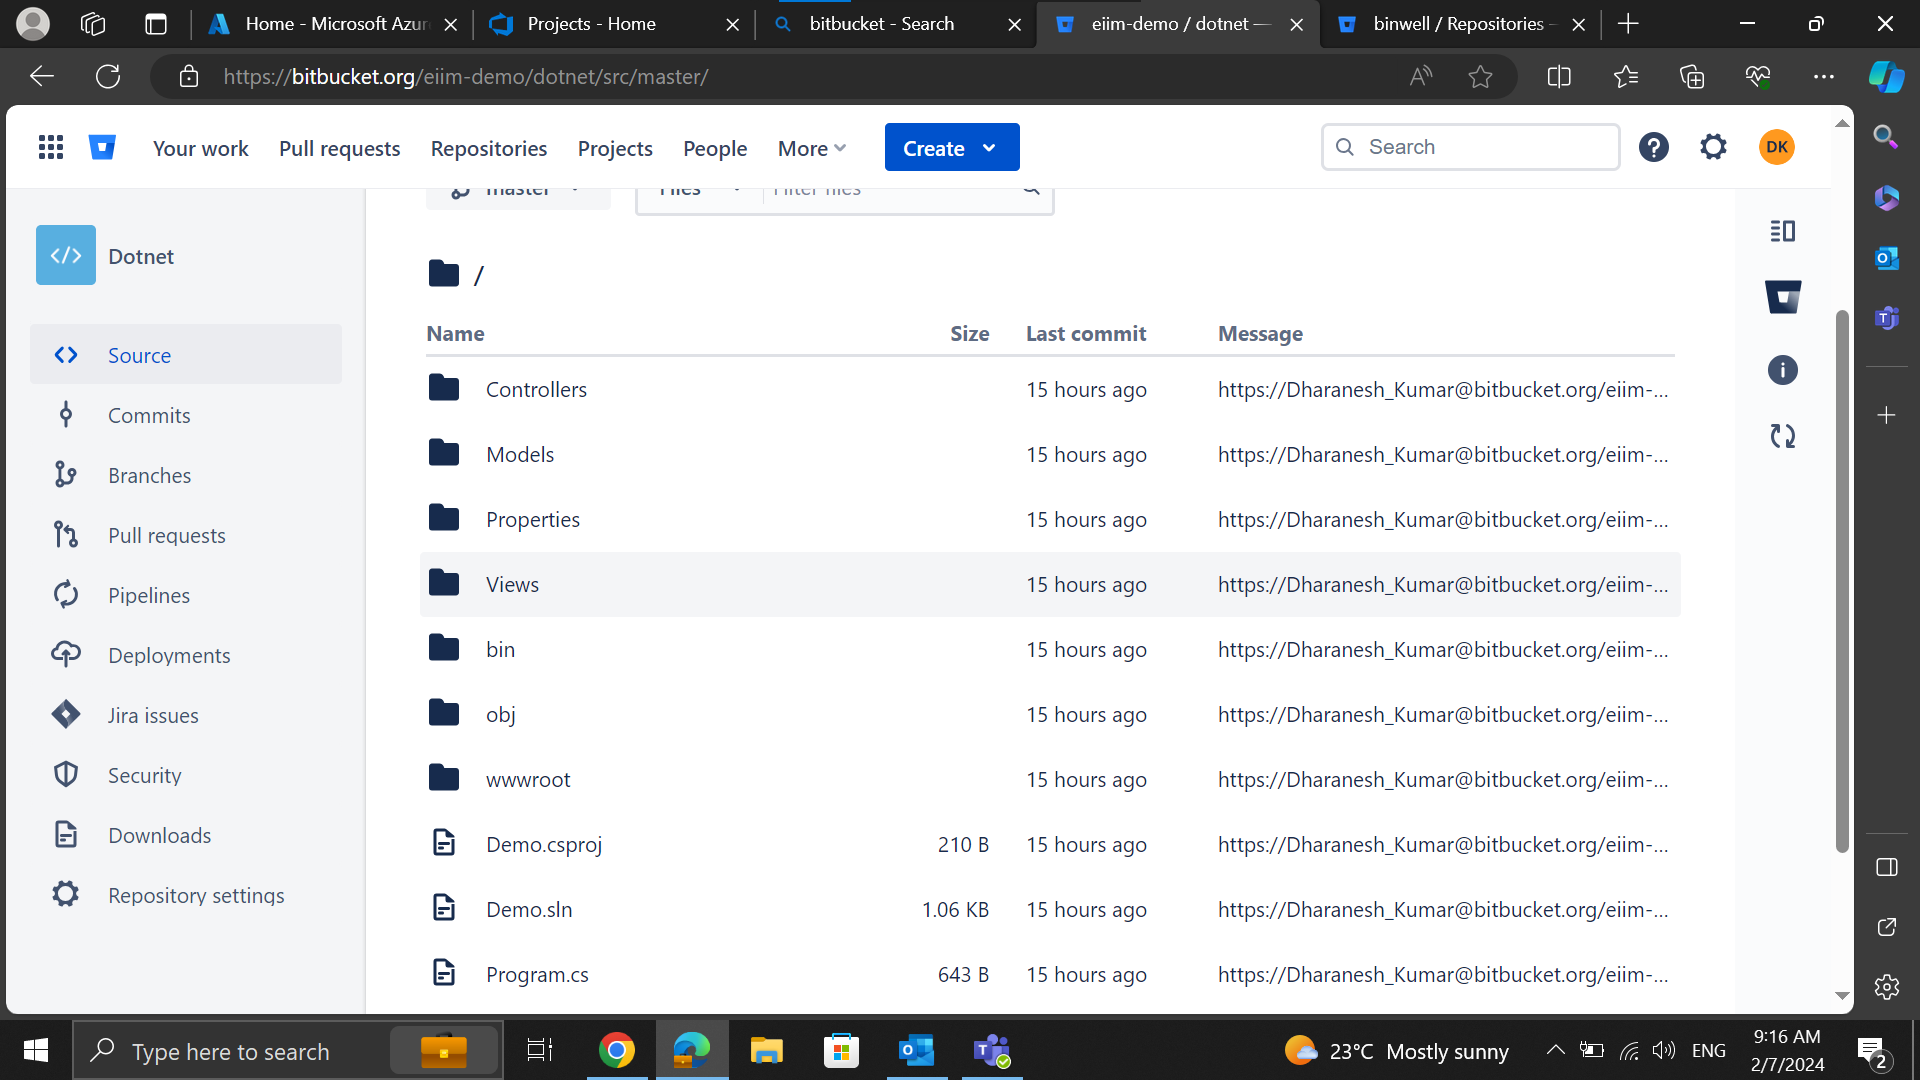 Home - Microsoft Azur
Projects - Home
bitbucket - Search
eiim-demo / dotnet —
binwell / Repositories –
https://bitbucket.org/eiim-demo/dotnet/src/master/
Your work
Pull requests
Repositories
Projects
People
More
Create
Search
DK
master
Files
Filter files
Dotnet
/
Name Size Last commit Message
Source
Controllers 15 hours ago https://Dharanesh_Kumar@bitbucket.org/eiim-...
Commits
Models 15 hours ago https://Dharanesh_Kumar@bitbucket.org/eiim-...
Branches
Properties 15 hours ago https://Dharanesh_Kumar@bitbucket.org/eiim-...
Pull requests
Views 15 hours ago https://Dharanesh_Kumar@bitbucket.org/eiim-...
Pipelines
bin 15 hours ago https://Dharanesh_Kumar@bitbucket.org/eiim-...
Deployments
obj 15 hours ago https://Dharanesh_Kumar@bitbucket.org/eiim-...
Jira issues
wwwroot 15 hours ago https://Dharanesh_Kumar@bitbucket.org/eiim-...
Security
Demo.csproj 210 B 15 hours ago https://Dharanesh_Kumar@bitbucket.org/eiim-...
Downloads
Demo.sln 1.06 KB 15 hours ago https://Dharanesh_Kumar@bitbucket.org/eiim-...
Repository settings
Program.cs 643 B 15 hours ago https://Dharanesh_Kumar@bitbucket.org/eiim-...
Type here to search
23°C Mostly sunny
ENG
9:16 AM
2/7/2024
2